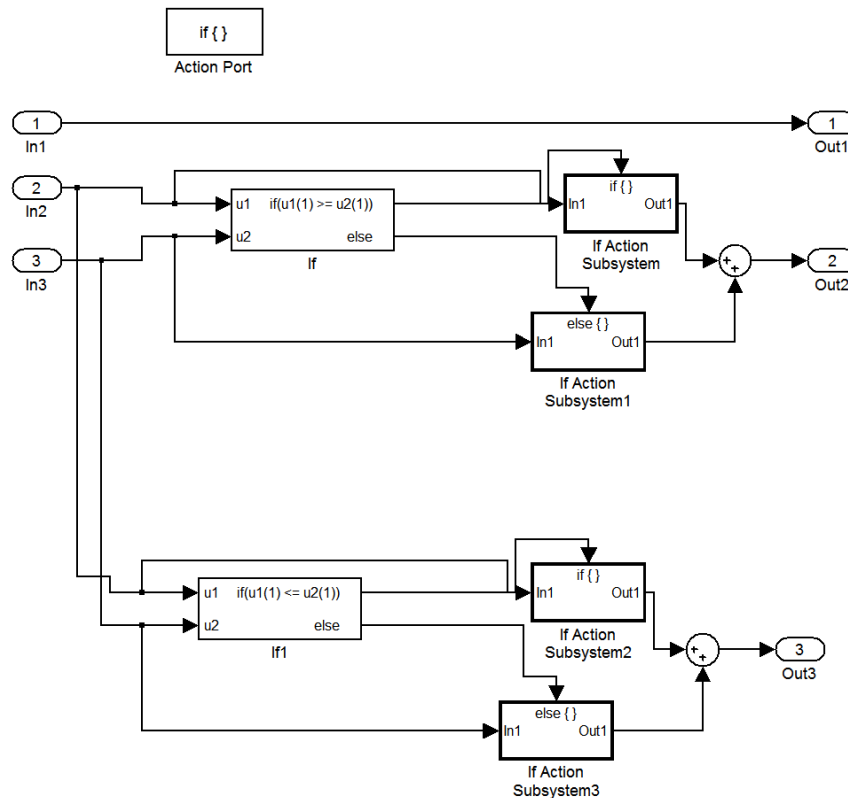 if { }
Action Port
1
In1
1
Out1
2
In2
u1
if(u1(1) >= u2(1))
u2
else
If
if { }
In1
Out1
If Action
Subsystem
3
In3
+
+
2
Out2
else { }
In1
Out1
If Action
Subsystem1
u1
if(u1(1) <= u2(1))
u2
else
If1
if { }
In1
Out1
If Action
Subsystem2
+
+
3
Out3
else { }
In1
Out1
If Action
Subsystem3